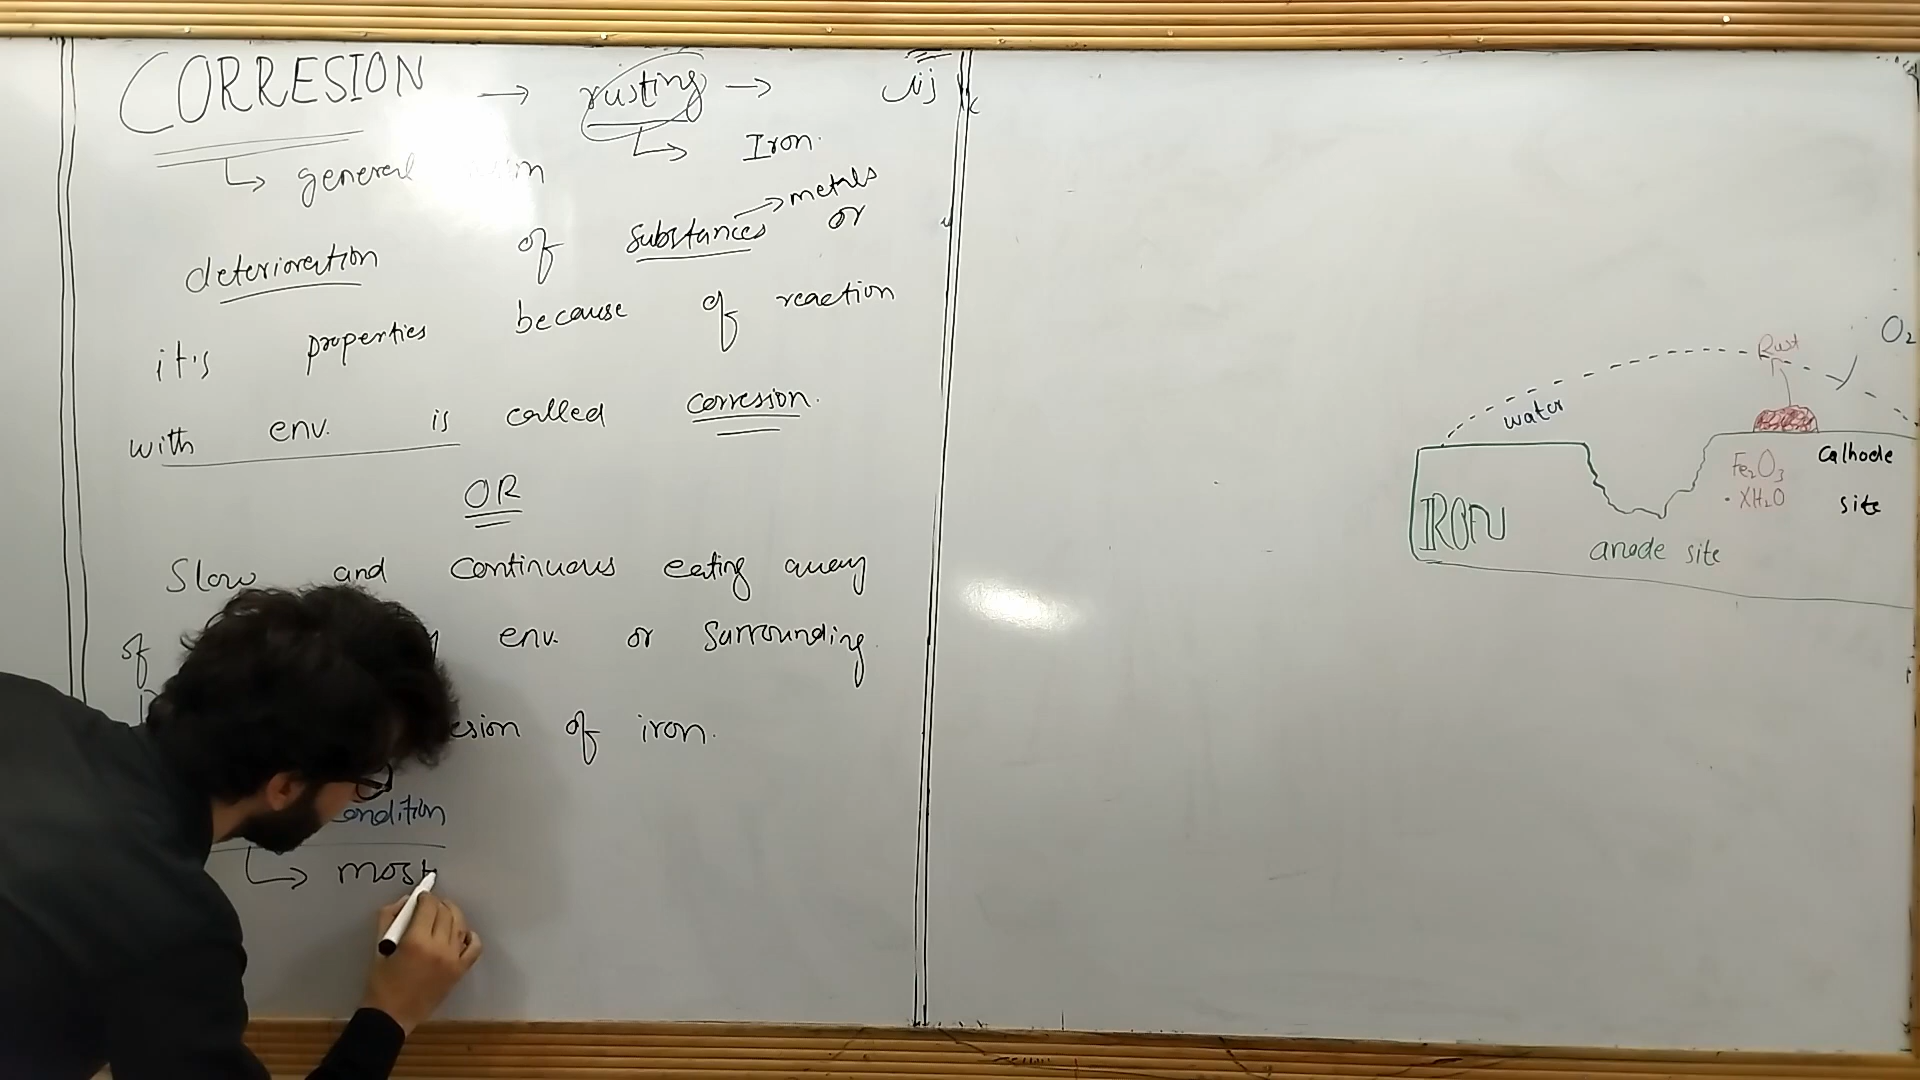 CORRESION → rusting → زنگ
↳ Iron.
↳ general
deterioration of substances → metals
or
it's properties because of reaction
with env. is called corresion.
OR
Slow and continuous eating away
of env. or surrounding.
esion of iron.
condition
↳ most
Rust
O₂
water
Fe₂O₃
. XH₂O
Cathode
site
IRON
anode site